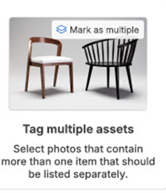 Mark as multiple
Tag multiple assets
Select photos that contain
more than one item that should
be listed separately.